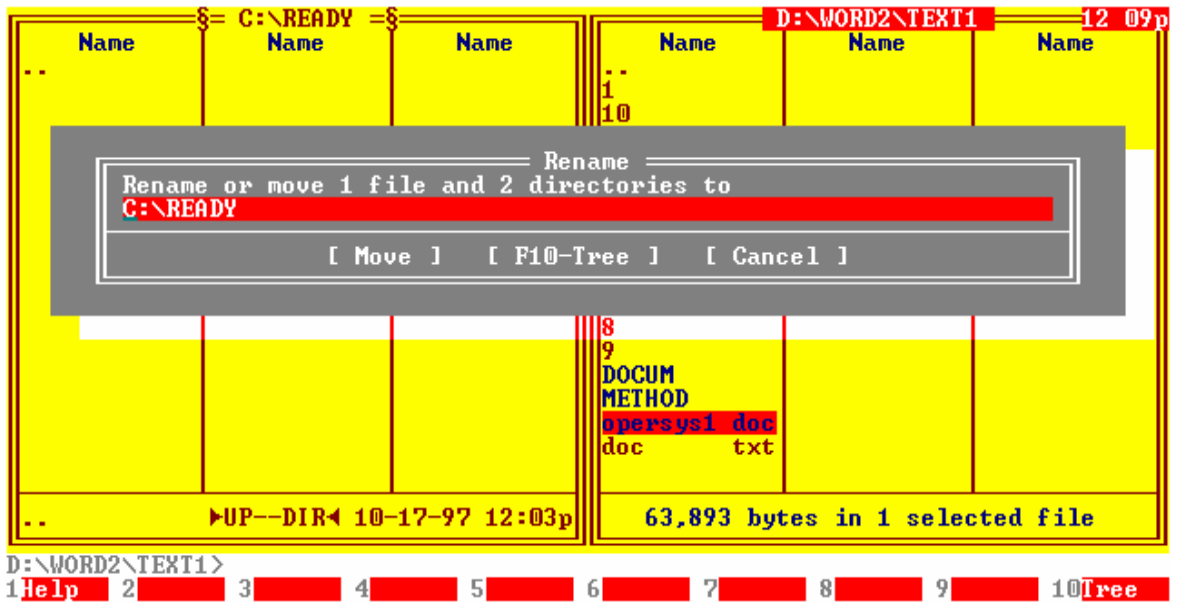 C:\READY D:\WORD2\TEXT1 12 09p
Name Name Name Name Name Name
.. ..
1
10
Rename
Rename or move 1 file and 2 directories to
C:\READY
[ Move ] [ F10-Tree ] [ Cancel ]
8
9
DOCUM
METHOD
opersys1 doc
doc txt
.. ►UP--DIR◄ 10-17-97 12:03p 63,893 bytes in 1 selected file
D:\WORD2\TEXT1>
1Help 2 3 4 5 6 7 8 9 10Tree